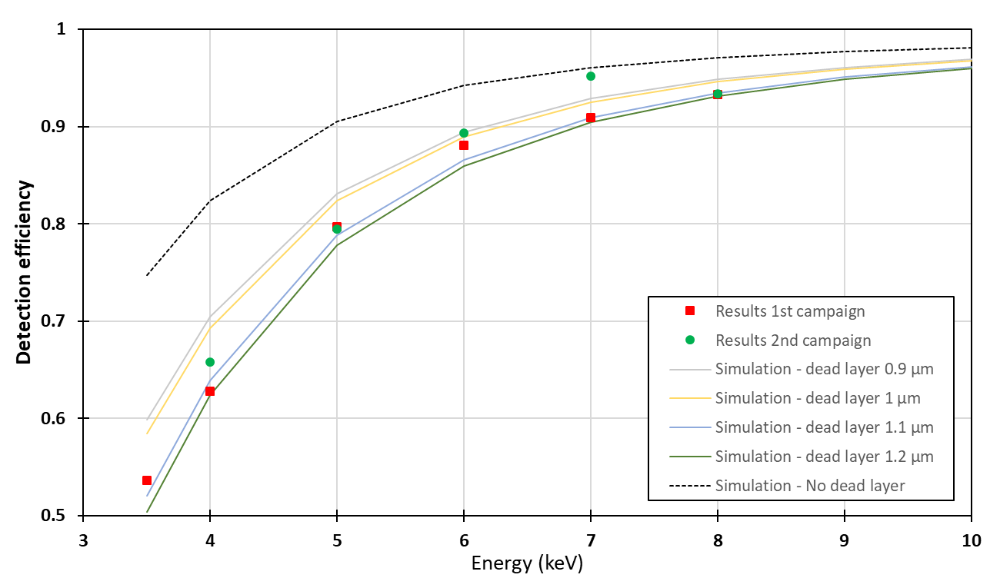 1
0.9
0.8
0.7
0.6
0.5
Detection efficiency
3 4 5 6 7 8 9 10
Energy (keV)
Results 1st campaign
Results 2nd campaign
Simulation - dead layer 0.9 μm
Simulation - dead layer 1 μm
Simulation - dead layer 1.1 μm
Simulation - dead layer 1.2 μm
Simulation - No dead layer